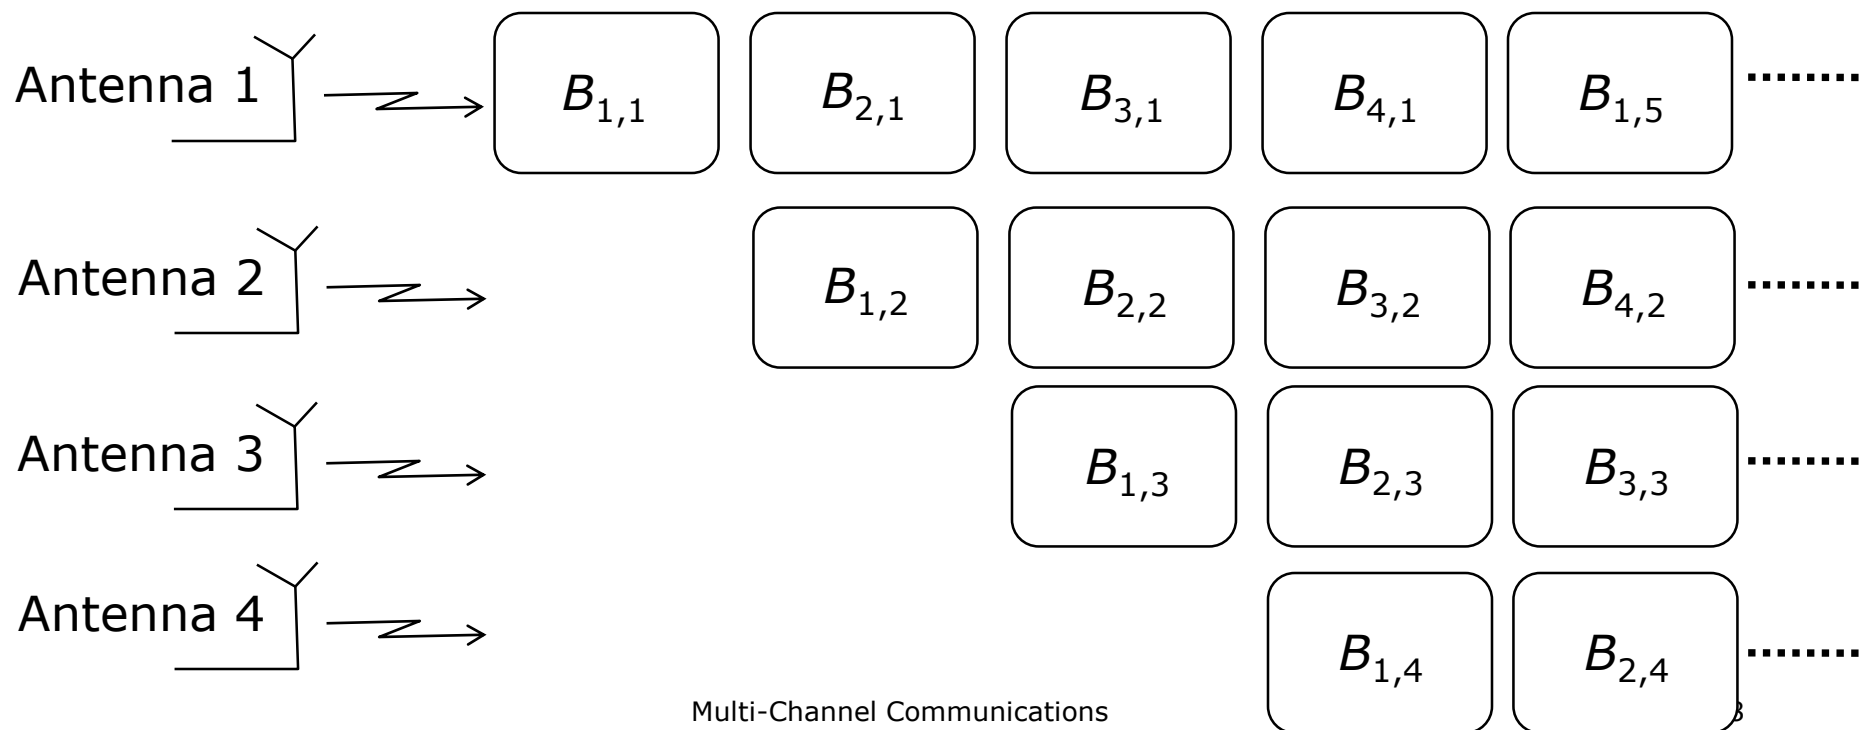 Antenna 1 B1,1 B2,1 B3,1 B4,1 B1,5
Antenna 2 B1,2 B2,2 B3,2 B4,2
Antenna 3 B1,3 B2,3 B3,3
Antenna 4 B1,4 B2,4
Multi-Channel Communications